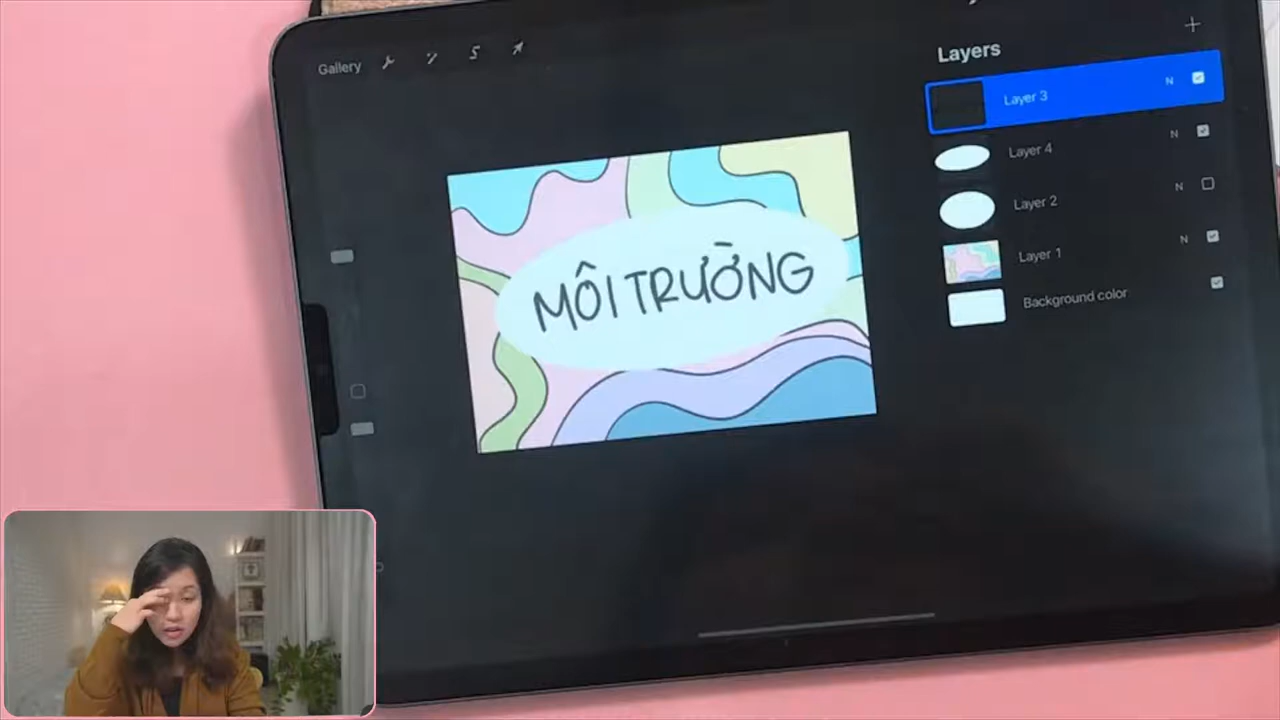 Gallery
Layers
Layer 3
N
Layer 4
N
Layer 2
N
Layer 1
N
Background color
MÔI TRƯỜNG